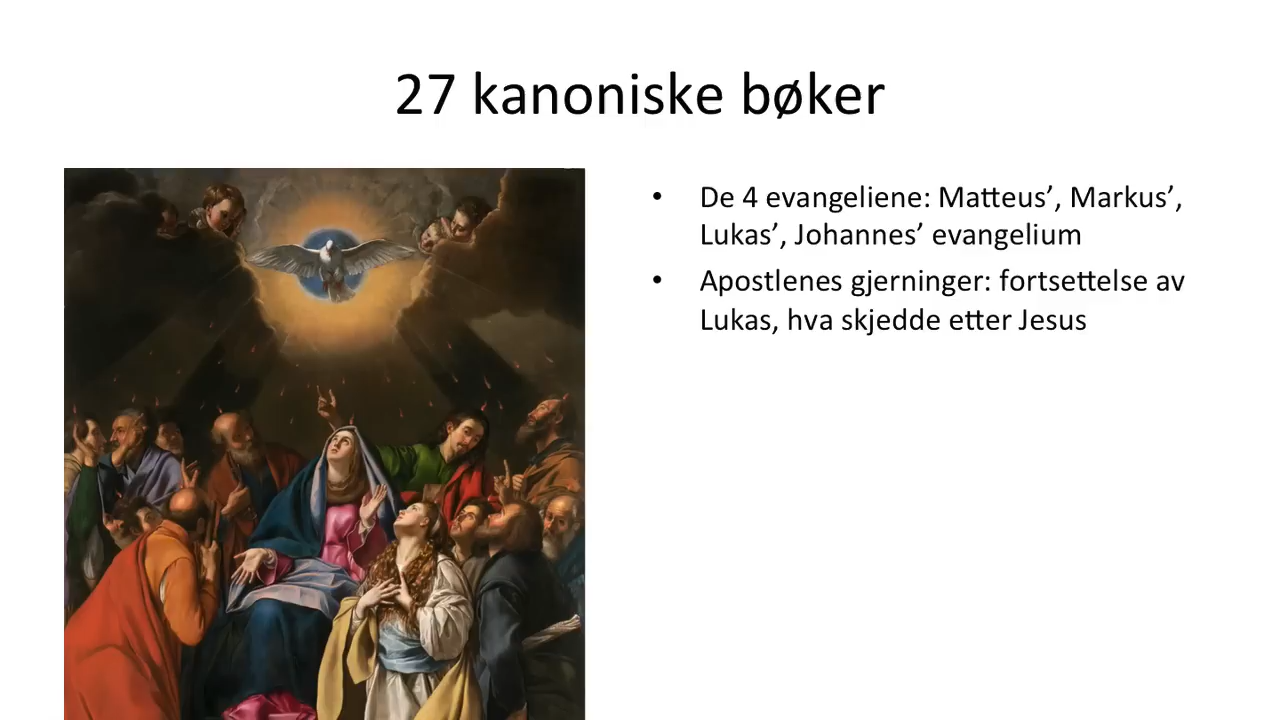 27 kanoniske bøker
• De 4 evangeliene: Matteus’, Markus’,
Lukas’, Johannes’ evangelium
• Apostlenes gjerninger: fortsettelse av
Lukas, hva skjedde etter Jesus